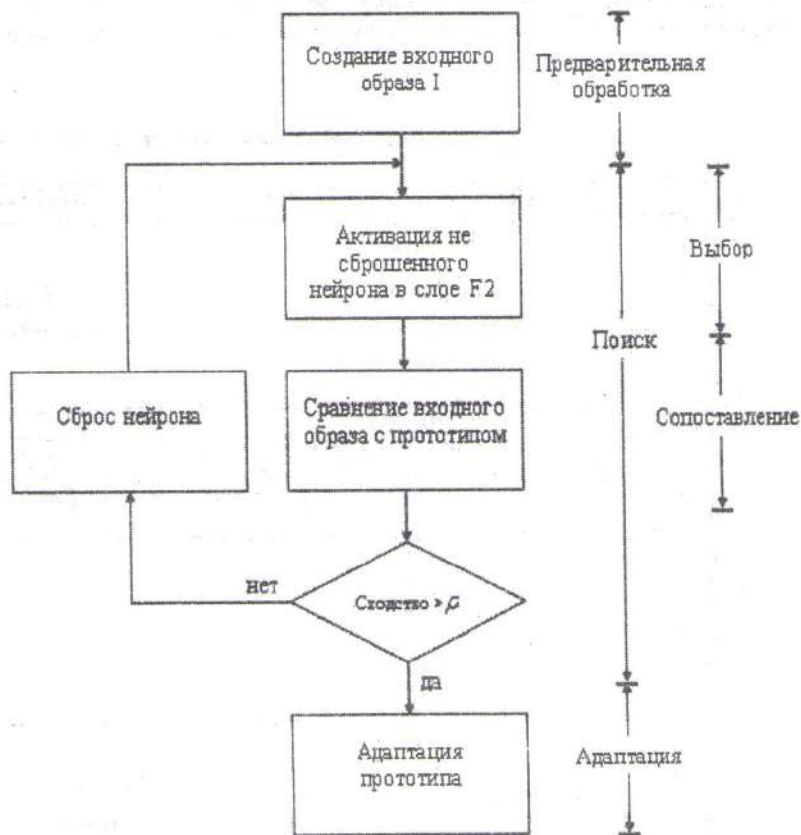 Создание входного
образа I
Предварительная
обработка
Активация не
сброшенного
нейрона в слое F2
Выбор
Поиск
Сброс нейрона
Сравнение входного
образа с прототипом
Сопоставление
нет
Сходство > ρ
да
Адаптация
прототипа
Адаптация